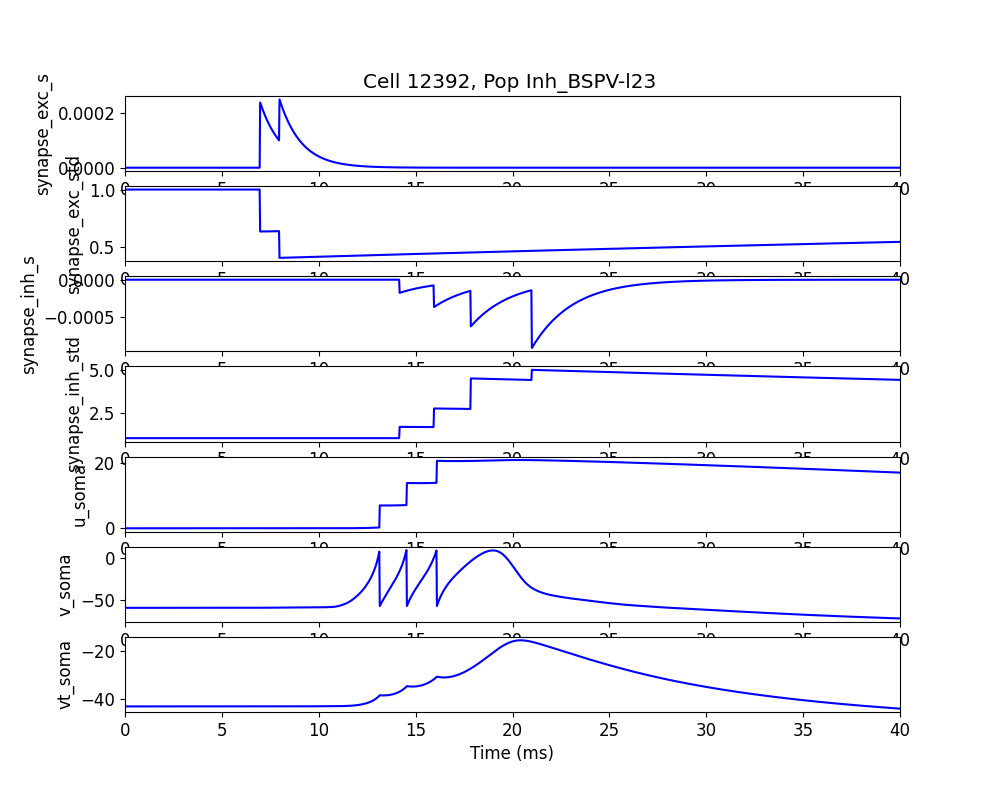 Cell 12392, Pop Inh_BSPV-l23
synapse_exc_s
0.0002
0.0000
0 5 10 15 20 25 30 35 40
synapse_exc_std
1.0
0.5
0 5 10 15 20 25 30 35 40
synapse_inh_s
0.0000
−0.0005
0 5 10 15 20 25 30 35 40
synapse_inh_std
5.0
2.5
0 5 10 15 20 25 30 35 40
u_soma
20
0
0 5 10 15 20 25 30 35 40
v_soma
0
−50
0 5 10 15 20 25 30 35 40
vt_soma
−20
−40
0 5 10 15 20 25 30 35 40
Time (ms)